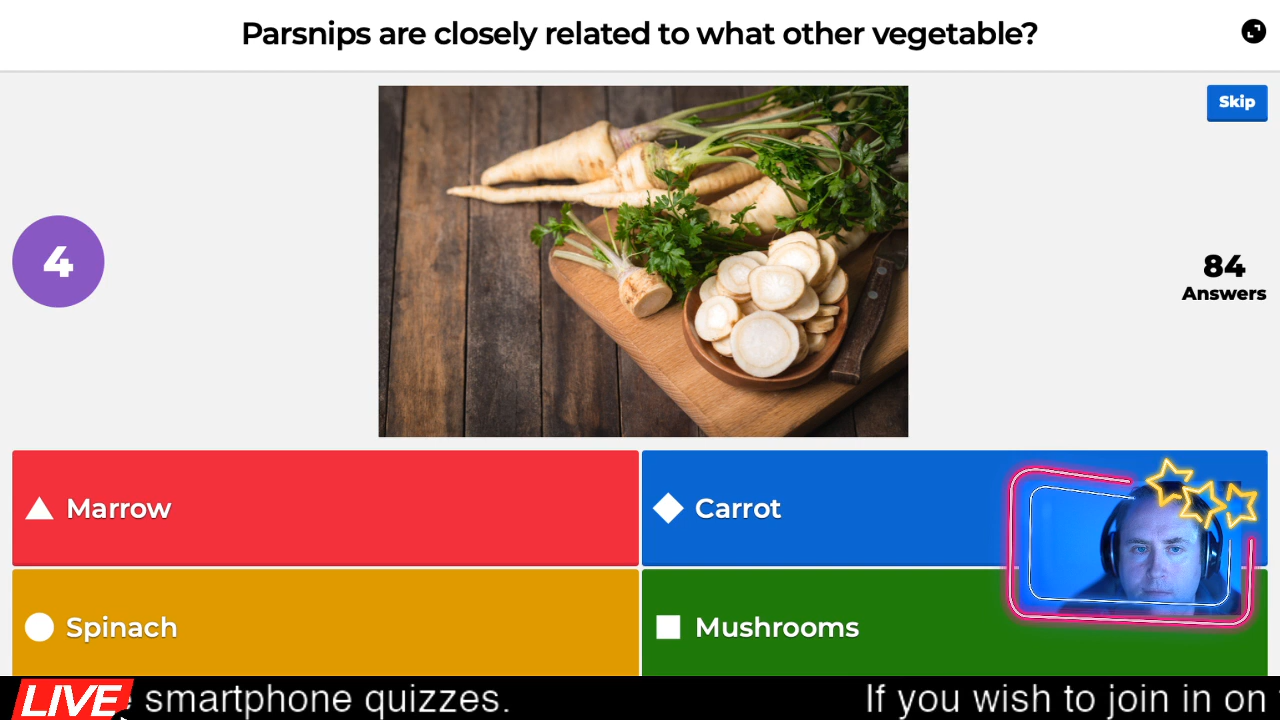 Parsnips are closely related to what other vegetable?
Skip
4
84
Answers
Marrow
Carrot
Spinach
Mushrooms
LIVE
smartphone quizzes.
If you wish to join in on